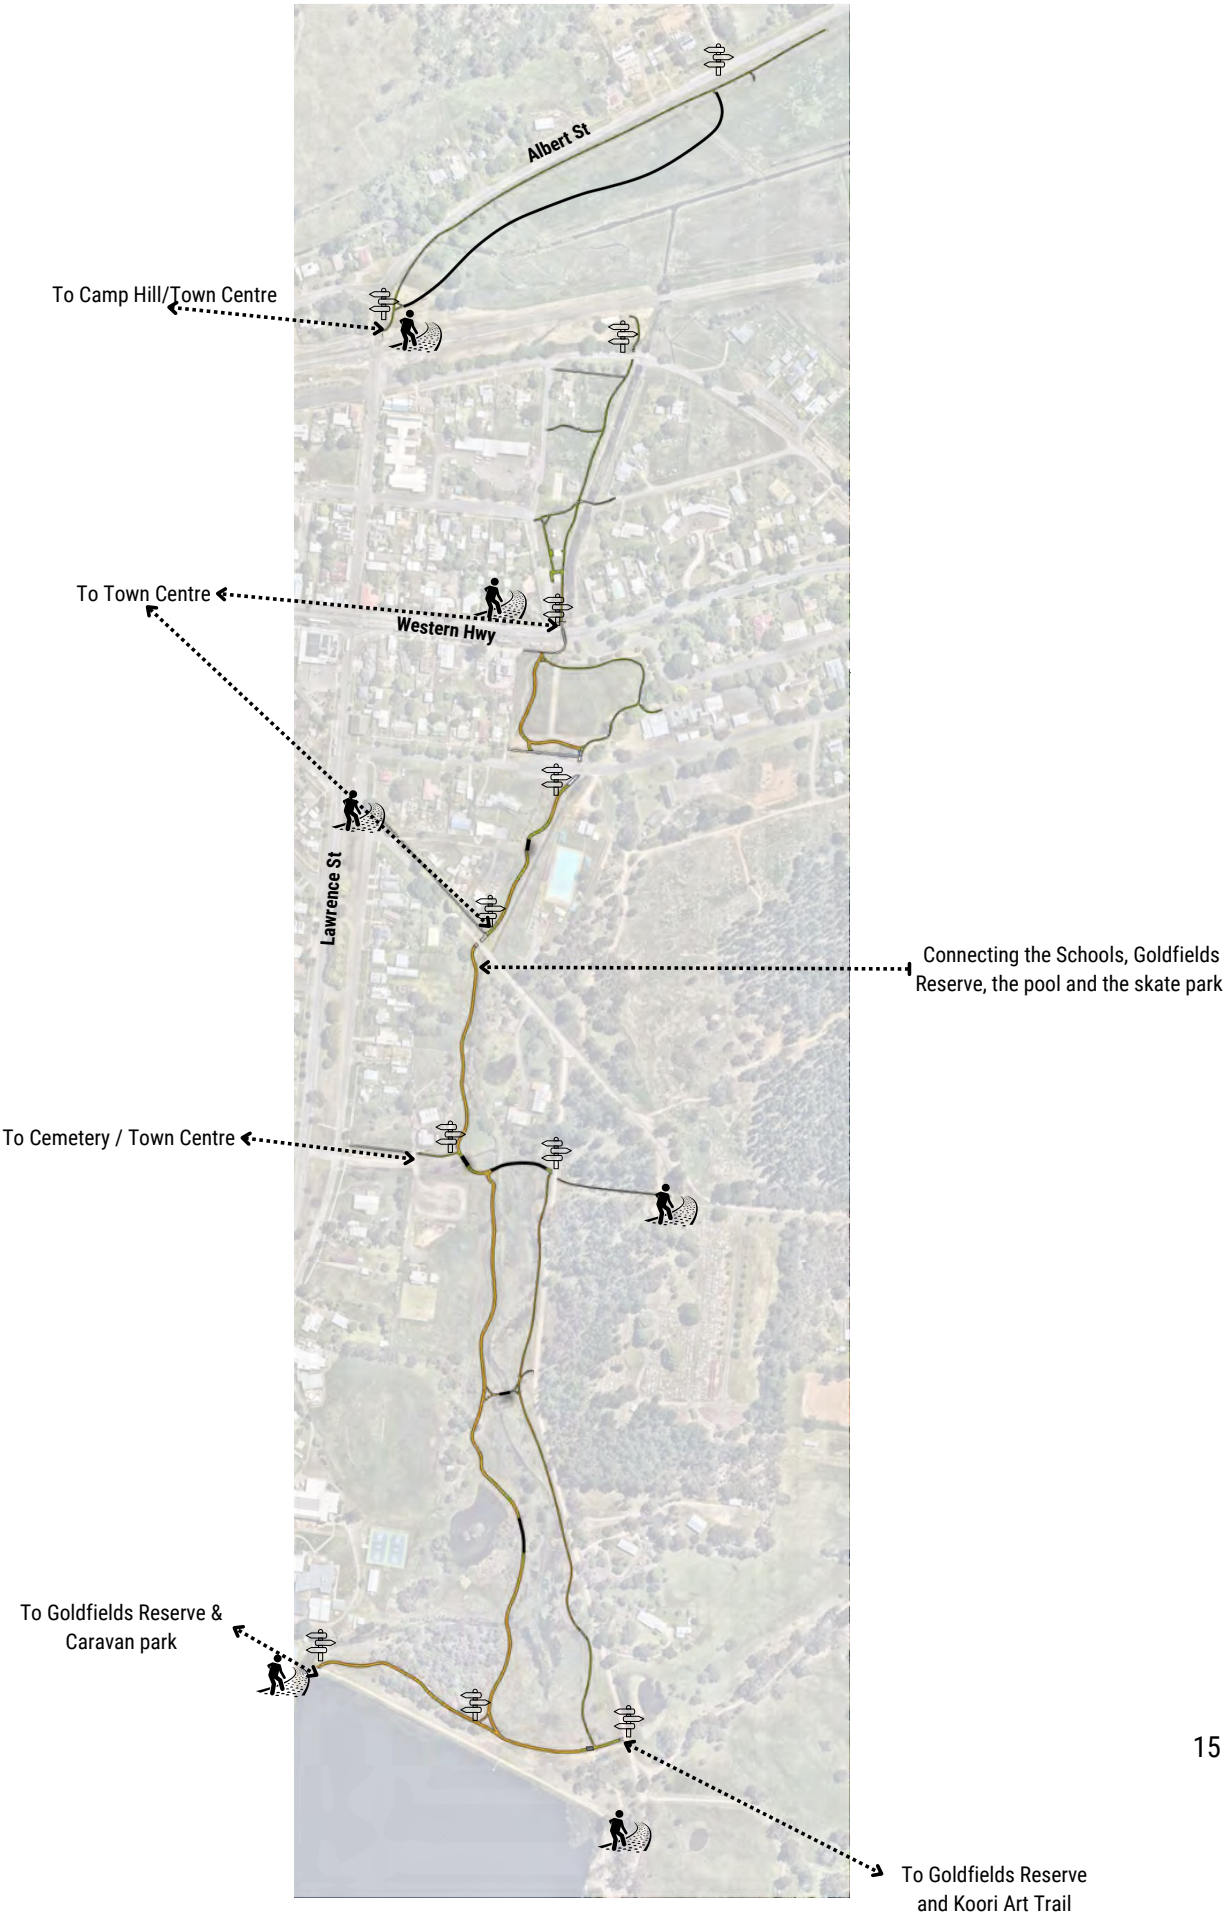 Albert St
To Camp Hill/Town Centre
To Town Centre
Western Hwy
Lawrence St
Connecting the Schools, Goldfields
Reserve, the pool and the skate park
To Cemetery / Town Centre
To Goldfields Reserve &
Caravan park
15
To Goldfields Reserve
and Koori Art Trail